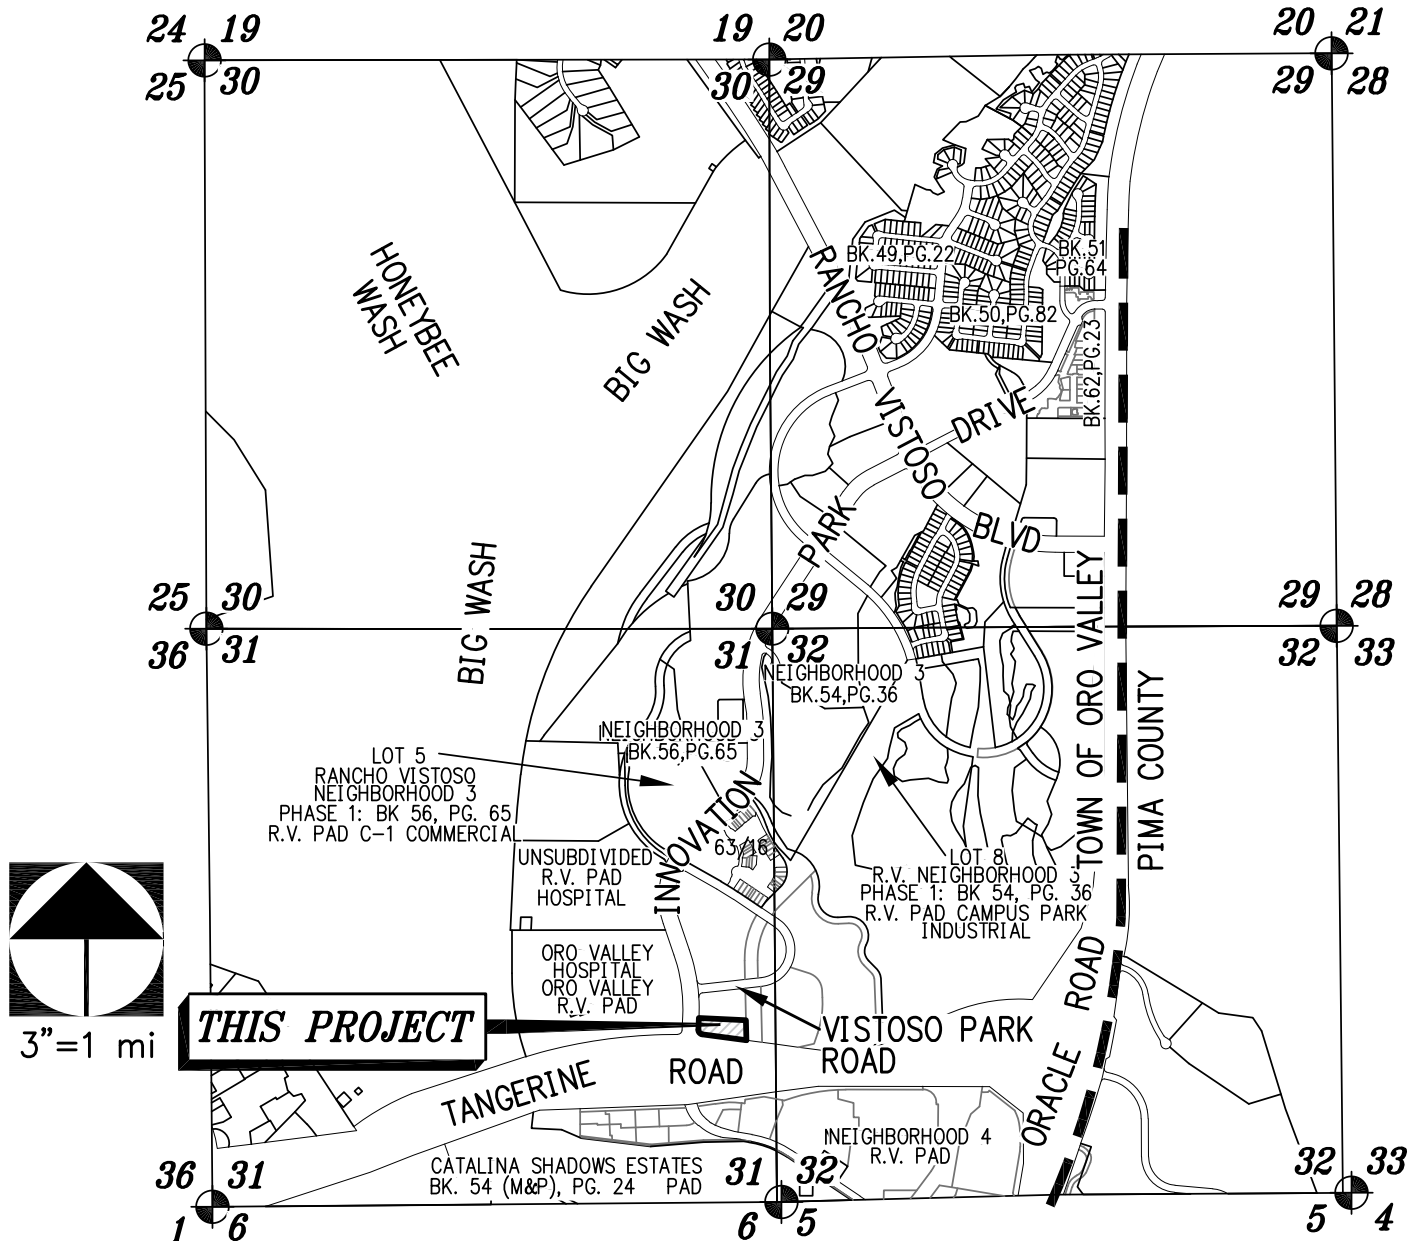 24 19
25 30
19 20
30 29
20 21
29 28
HONEYBEE
WASH
BIG WASH
RANCHO
VISTOSO
BLVD
BK.49,PG.22
BK.51
PG.64
BK.50,PG.82
BK.62,PG.23
PARK
DRIVE
BIG WASH
25 30
36 31
30 29
31 32
29 28
32 33
NEIGHBORHOOD 3
BK.54,PG.36
NEIGHBORHOOD 3
BK.56,PG.65
TOWN OF ORO VALLEY
PIMA COUNTY
LOT 5
RANCHO VISTOSO
NEIGHBORHOOD 3
PHASE 1: BK 56, PG. 65
R.V. PAD C-1 COMMERCIAL
INNOVATION
63/16
UNSUBDIVIDED
R.V. PAD
HOSPITAL
LOT 8
R.V. NEIGHBORHOOD 3
PHASE 1: BK 54, PG. 36
R.V. PAD CAMPUS PARK
INDUSTRIAL
ORO VALLEY
HOSPITAL
ORO VALLEY
R.V. PAD
3"=1 mi
THIS PROJECT
VISTOSO PARK
ROAD
TANGERINE
ROAD
ORACLE
ROAD
NEIGHBORHOOD 4
R.V. PAD
CATALINA SHADOWS ESTATES
BK. 54 (M&P), PG. 24 PAD
36 31
1 6
31 32
6 5
32 33
5 4